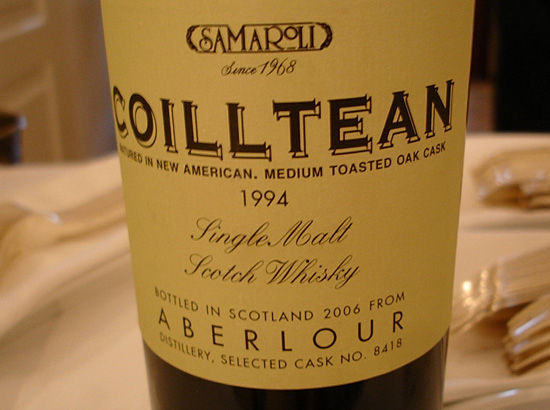 SAMAROLI
Since 1968
COILLTEAN
IN NEW AMERICAN. MEDIUM TOASTED OAK CASK
1994
Single Malt
Scotch Whisky
BOTTLED IN SCOTLAND 2006 FROM
ABERLOUR
DISTILLERY, SELECTED CASK NO. 8418